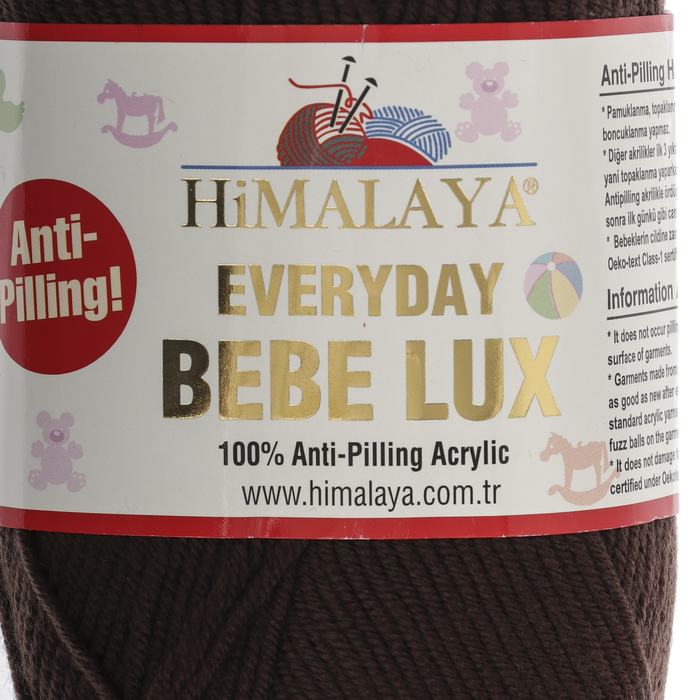 Anti-
Pilling!
HiMALAYA®
EVERYDAY
BEBE LUX
100% Anti-Pilling Acrylic
www.himalaya.com.tr
Anti-Pilling
* Pamuklanma,
boncuklanma yapmaz.
* Diğer akrilikler ilk 3
yani topaklanma
Antipilling akrilikle
sonra ilk günkü gibi
* Bebeklerin cildine
Oeko-text Class-1
Information
* It does not occur
surface of garments.
* Garments made from
as good as new after
standard acrylic
fuzz balls on the
* It does not damage
certified under